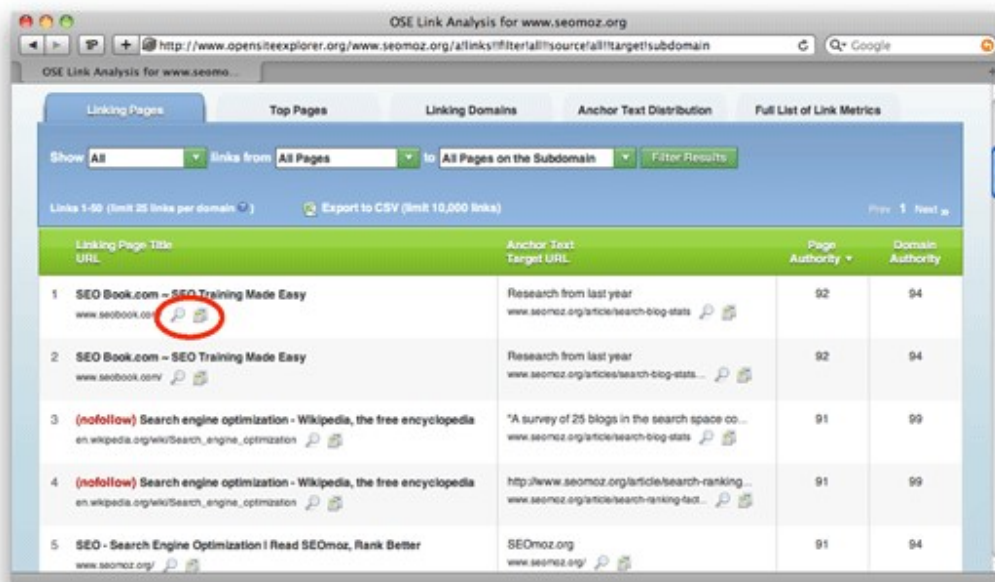 OSE Link Analysis for www.seomoz.org
http://www.opensiteexplorer.org/www.seomoz.org/a!links!!filter!all!!source!all!!target!subdomain
Google
OSE Link Analysis for www.seomo...
Linking Pages Top Pages Linking Domains Anchor Text Distribution Full List of Link Metrics
Show All links from All Pages to All Pages on the Subdomain Filter Results
Links 1-50 (limit 25 links per domain ?) Export to CSV (limit 10,000 links) Prev 1 Next »
Linking Page Title Anchor Text Page Domain
URL Target URL Authority ▼ Authority
1 SEO Book.com ~ SEO Training Made Easy Research from last year 92 94
www.seobook.com www.seomoz.org/article/search-blog-stats
2 SEO Book.com ~ SEO Training Made Easy Research from last year 92 94
www.seobook.com/ www.seomoz.org/articles/search-blog-stats...
3 (nofollow) Search engine optimization - Wikipedia, the free encyclopedia "A survey of 25 blogs in the search space co... 91 99
en.wikipedia.org/wiki/Search_engine_optimization www.seomoz.org/article/search-blog-stats
4 (nofollow) Search engine optimization - Wikipedia, the free encyclopedia http://www.seomoz.org/article/search-ranking... 91 99
en.wikipedia.org/wiki/Search_engine_optimization www.seomoz.org/article/search-ranking-fact...
5 SEO - Search Engine Optimization | Read SEOmoz, Rank Better SEOmoz.org 91 94
www.seomoz.org/ www.seomoz.org/